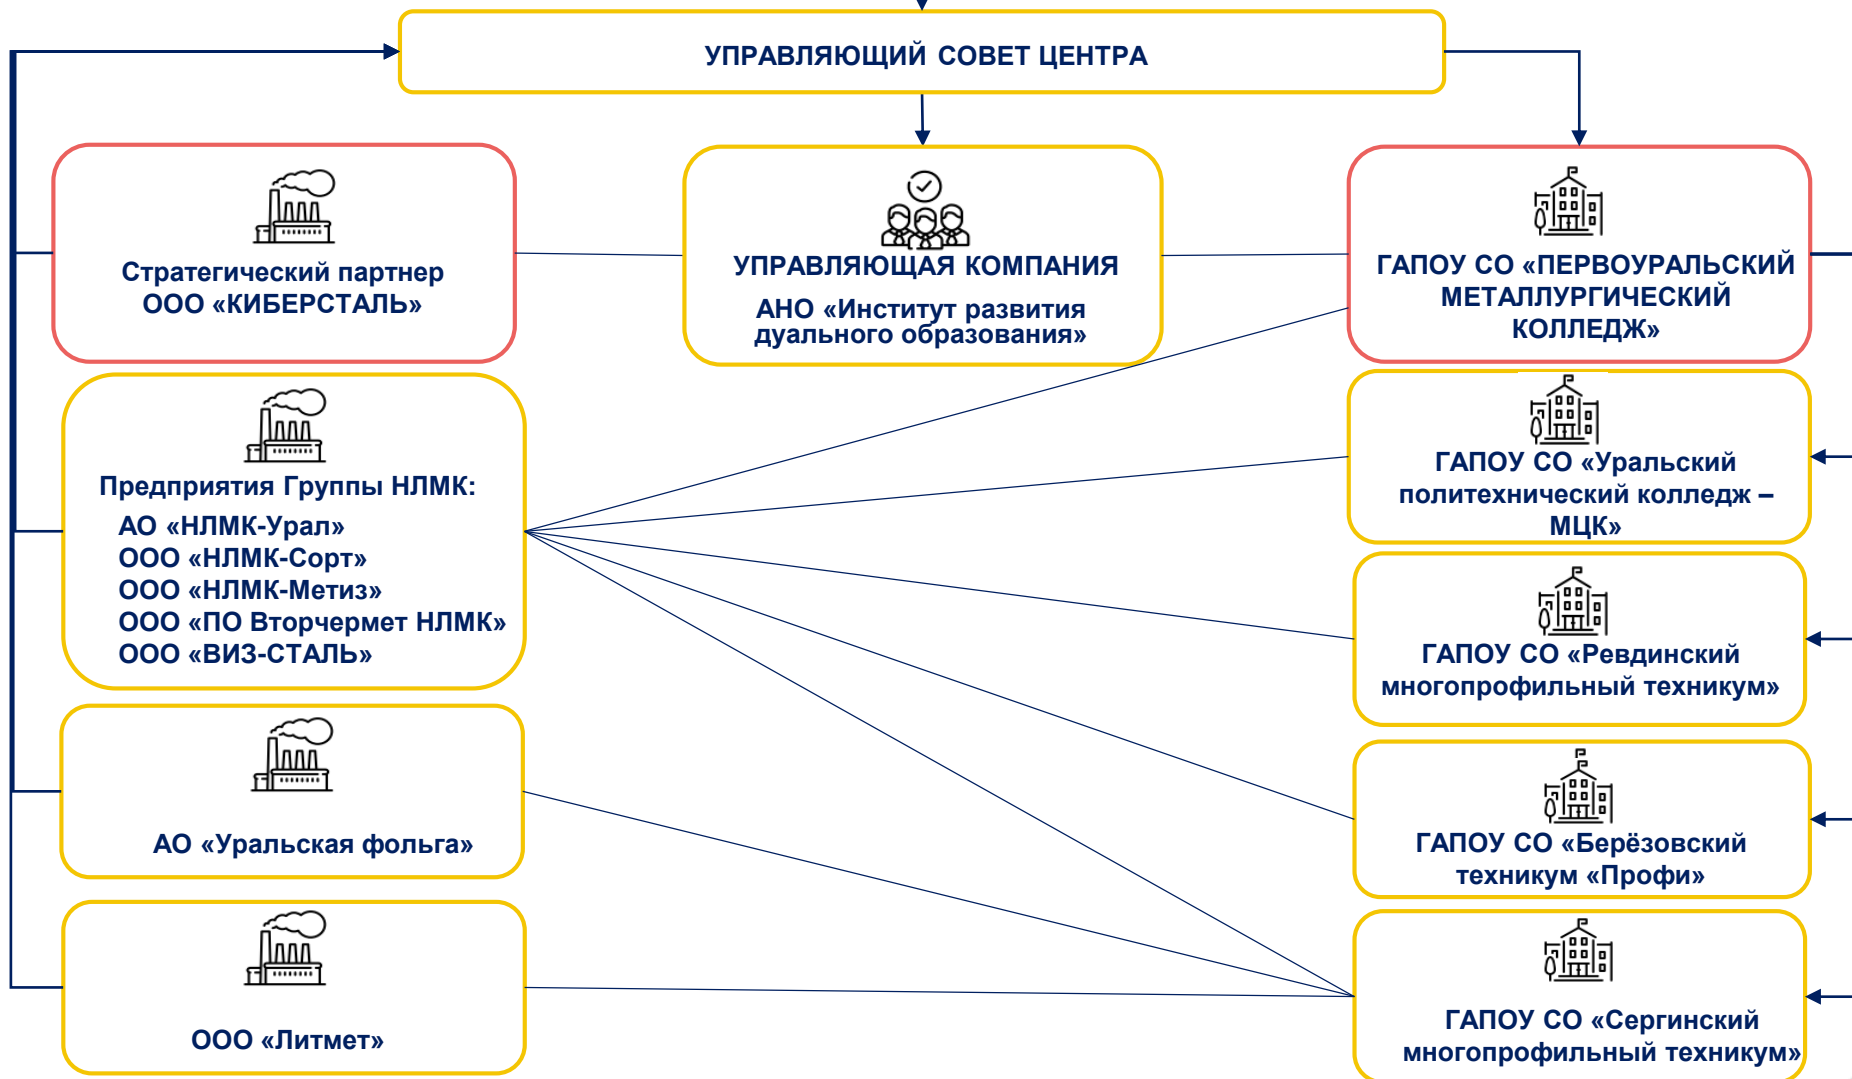 УПРАВЛЯЮЩИЙ СОВЕТ ЦЕНТРА
Стратегический партнер
ООО «КИБЕРСТАЛЬ»
УПРАВЛЯЮЩАЯ КОМПАНИЯ
АНО «Институт развития
дуального образования»
ГАПОУ СО «ПЕРВОУРАЛЬСКИЙ
МЕТАЛЛУРГИЧЕСКИЙ
КОЛЛЕДЖ»
Предприятия Группы НЛМК:
АО «НЛМК-Урал»
ООО «НЛМК-Сорт»
ООО «НЛМК-Метиз»
ООО «ПО Вторчермет НЛМК»
ООО «ВИЗ-СТАЛЬ»
ГАПОУ СО «Уральский
политехнический колледж –
МЦК»
ГАПОУ СО «Ревдинский
многопрофильный техникум»
АО «Уральская фольга»
ГАПОУ СО «Берёзовский
техникум «Профи»
ООО «Литмет»
ГАПОУ СО «Сергинский
многопрофильный техникум»